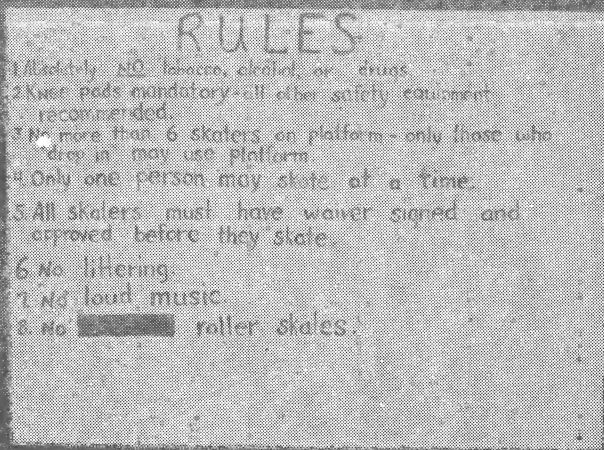 RULES
1. Absolutely NO tobacco, alcohol, or drugs
2. Knee pads mandatory - all other safety equipment
recommended.
3. No more than 6 skaters on platform - only those who
"drop in" may use platform.
4. Only one person may skate at a time.
5. All skaters must have waiver signed and
approved before they skate.
6. No littering.
7. No loud music.
8. No roller skates.